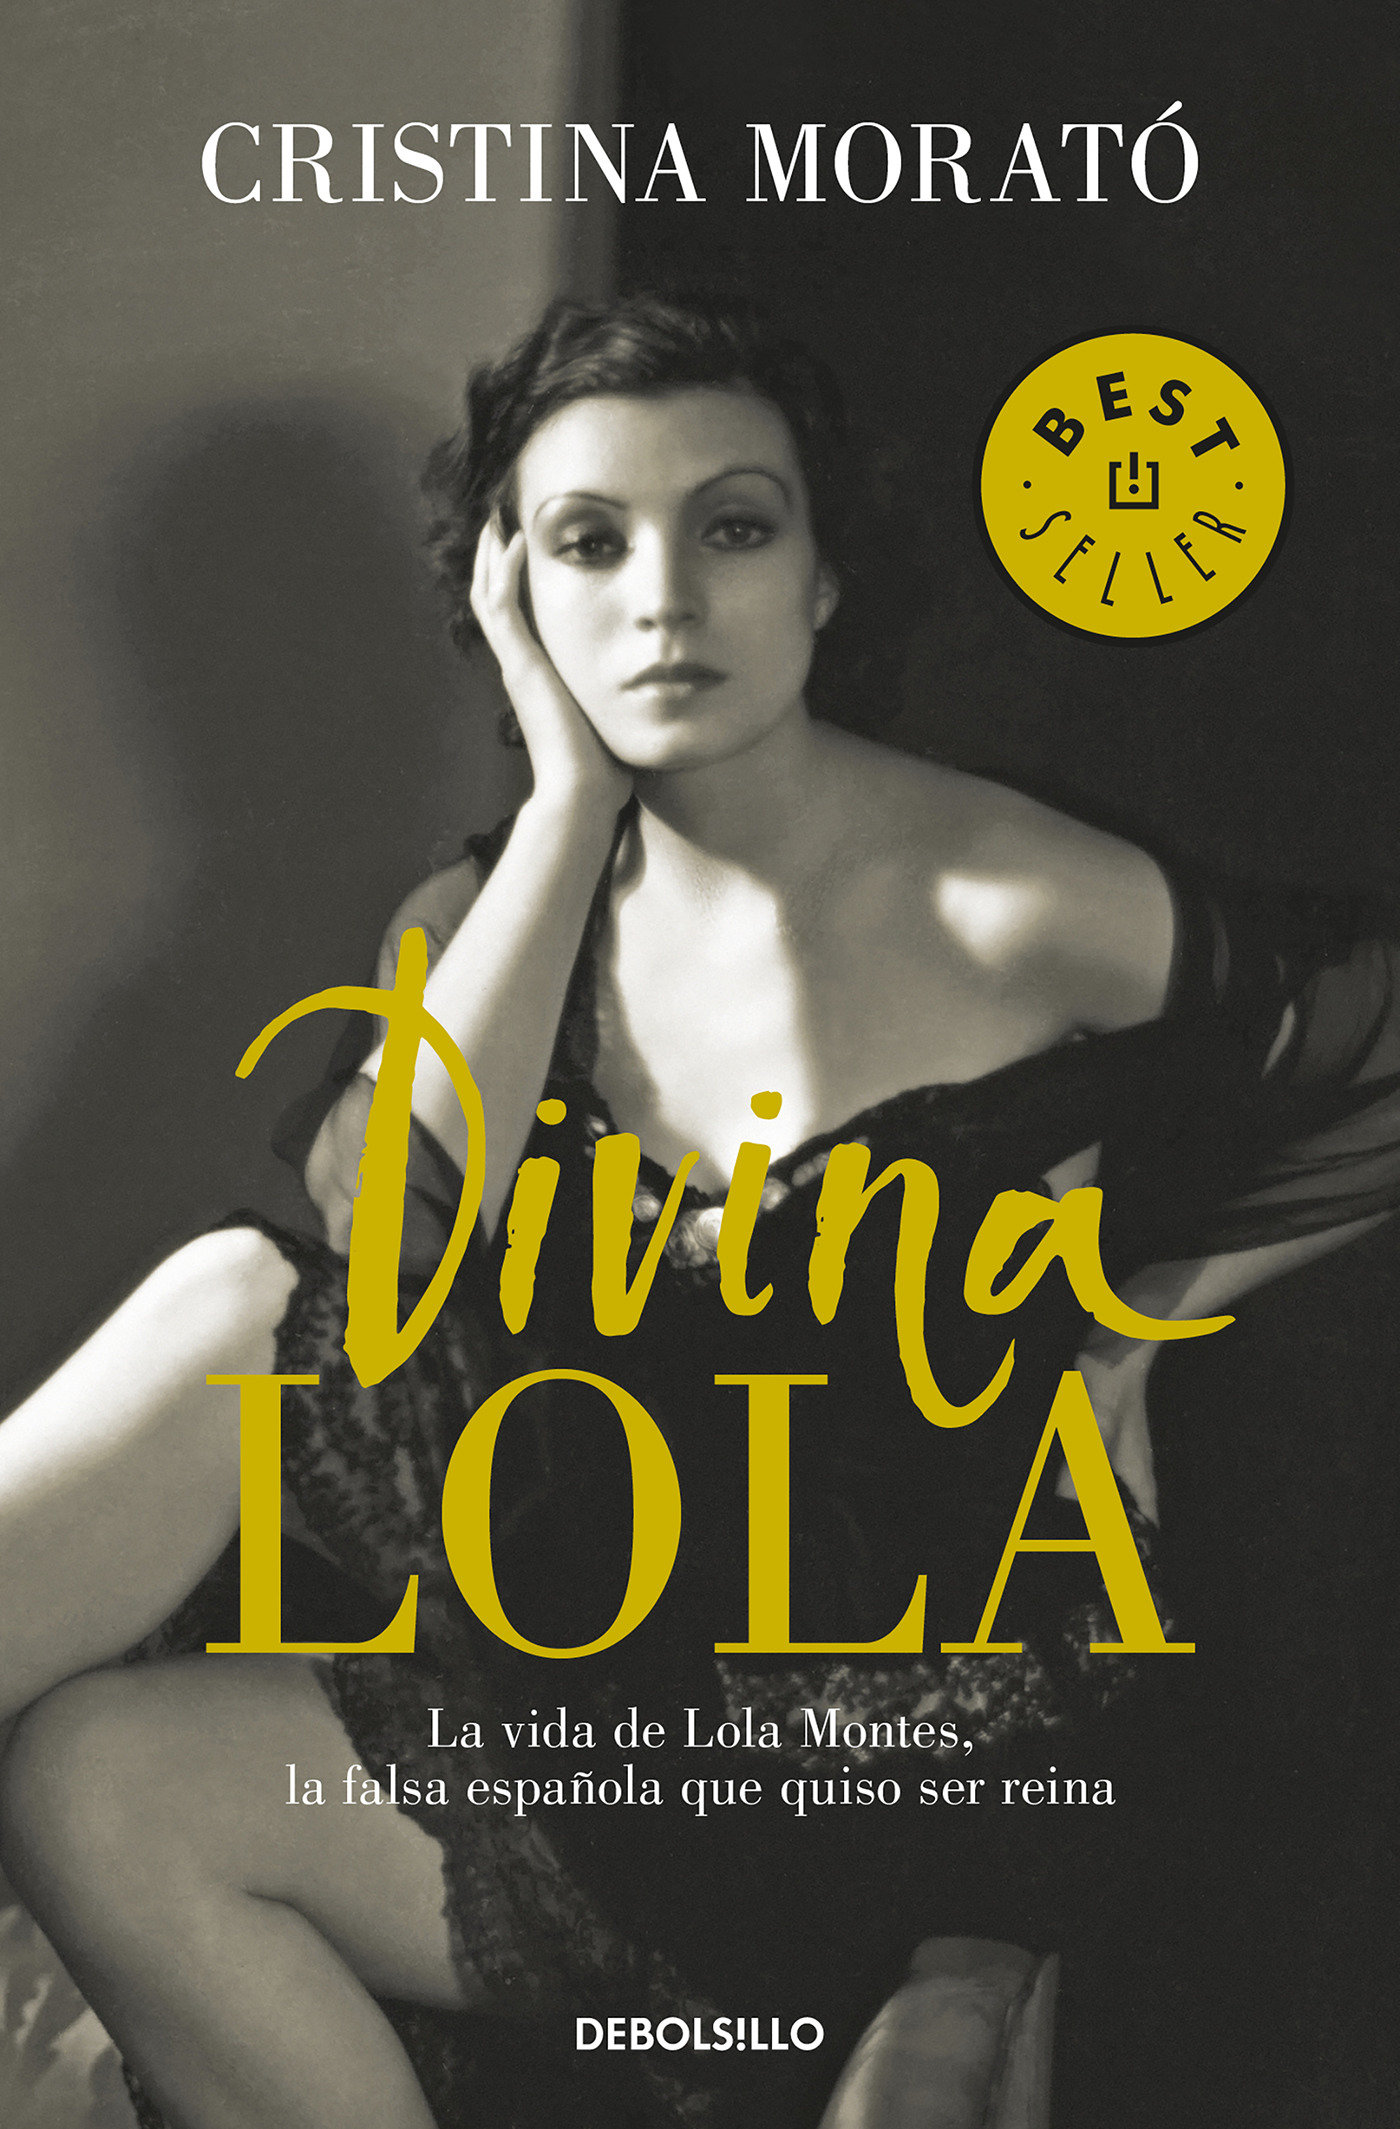 CRISTINA MORATÓ
BEST
SELLER
Divina
LOLA
La vida de Lola Montes,
la falsa española que quiso ser reina
DEBOLS!LLO